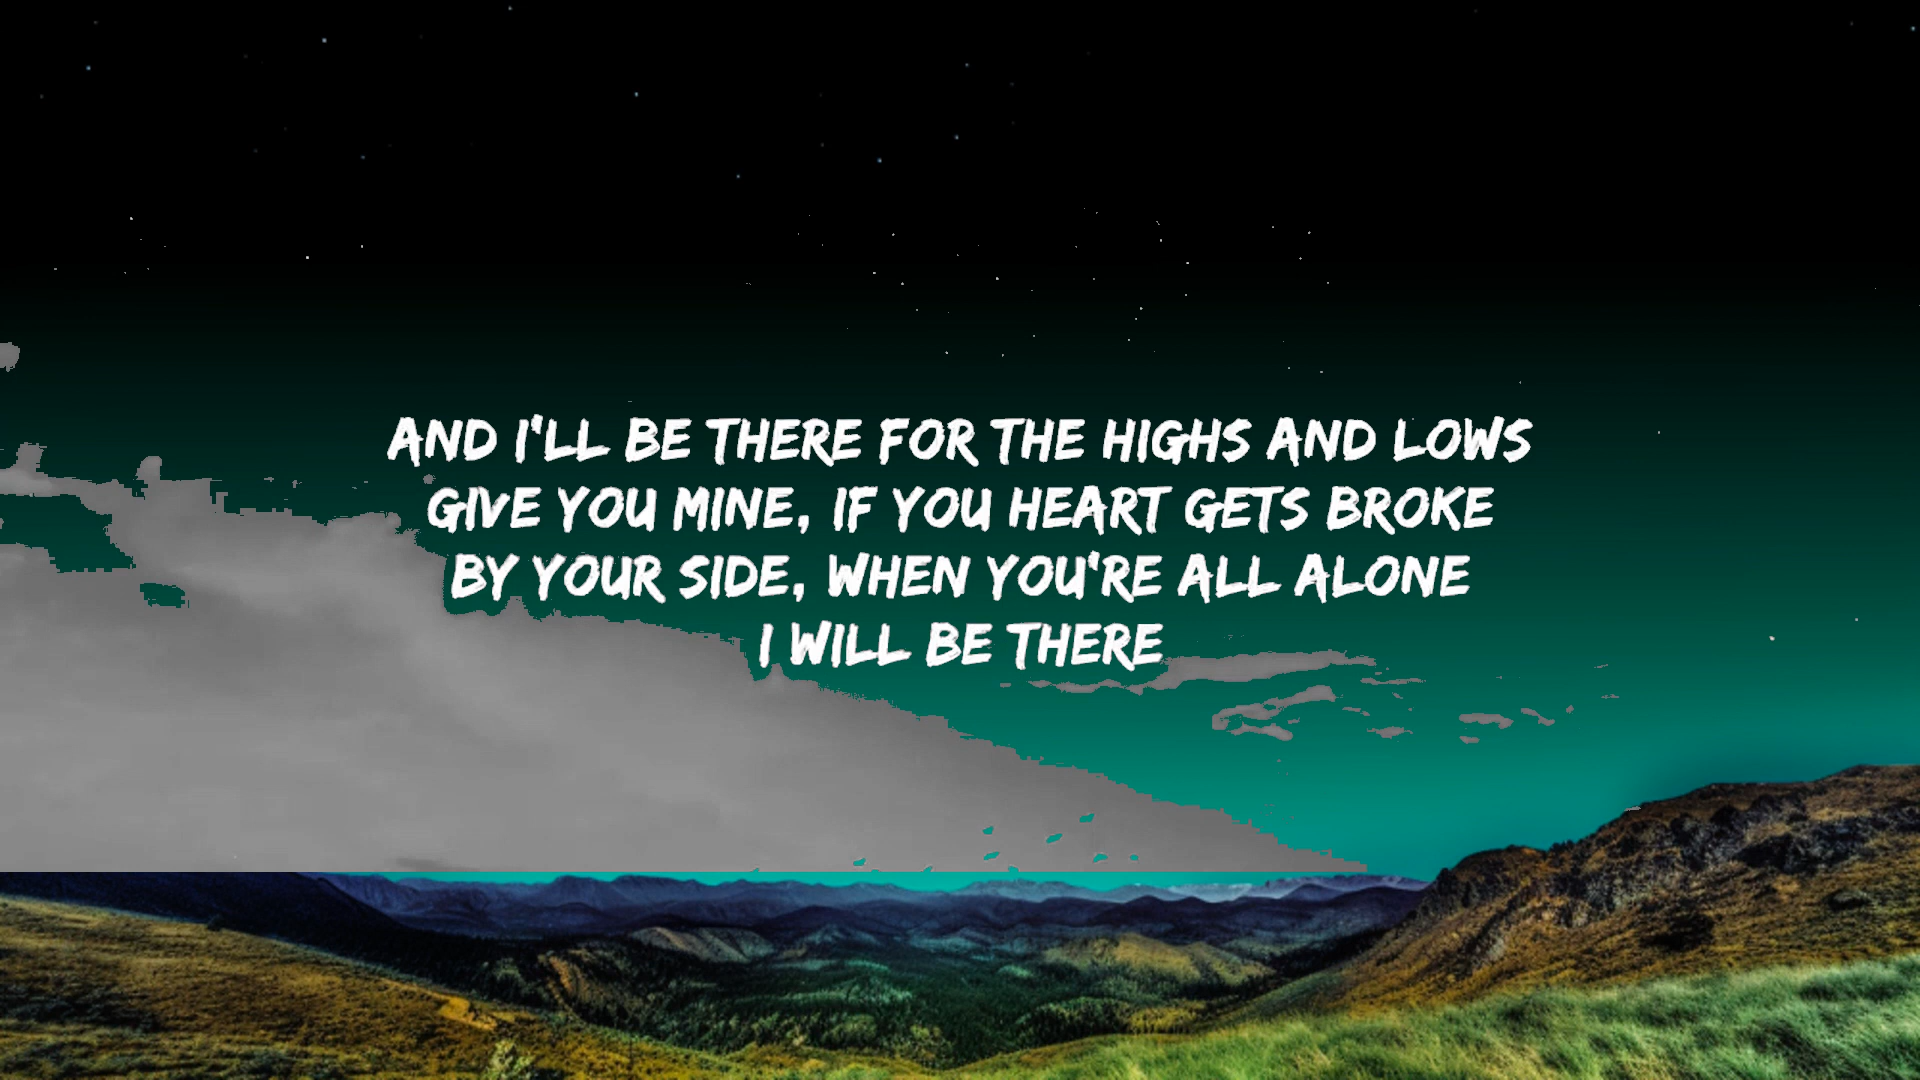 AND I'LL BE THERE FOR THE HIGHS AND LOWS
GIVE YOU MINE, IF YOU HEART GETS BROKE
BY YOUR SIDE, WHEN YOU'RE ALL ALONE
I WILL BE THERE